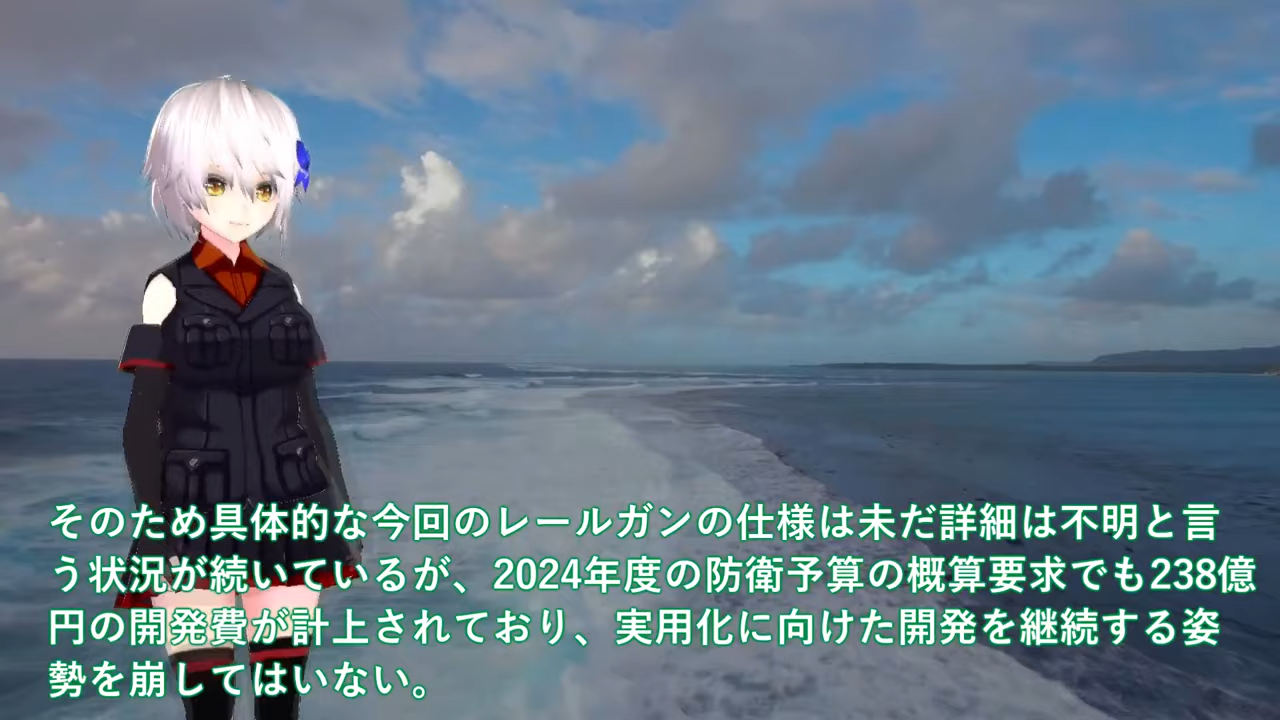 そのため具体的な今回のレールガンの仕様は未だ詳細は不明と言
う状況が続いているが、2024年度の防衛予算の概算要求でも238億
円の開発費が計上されており、実用化に向けた開発を継続する姿
勢を崩してはいない。